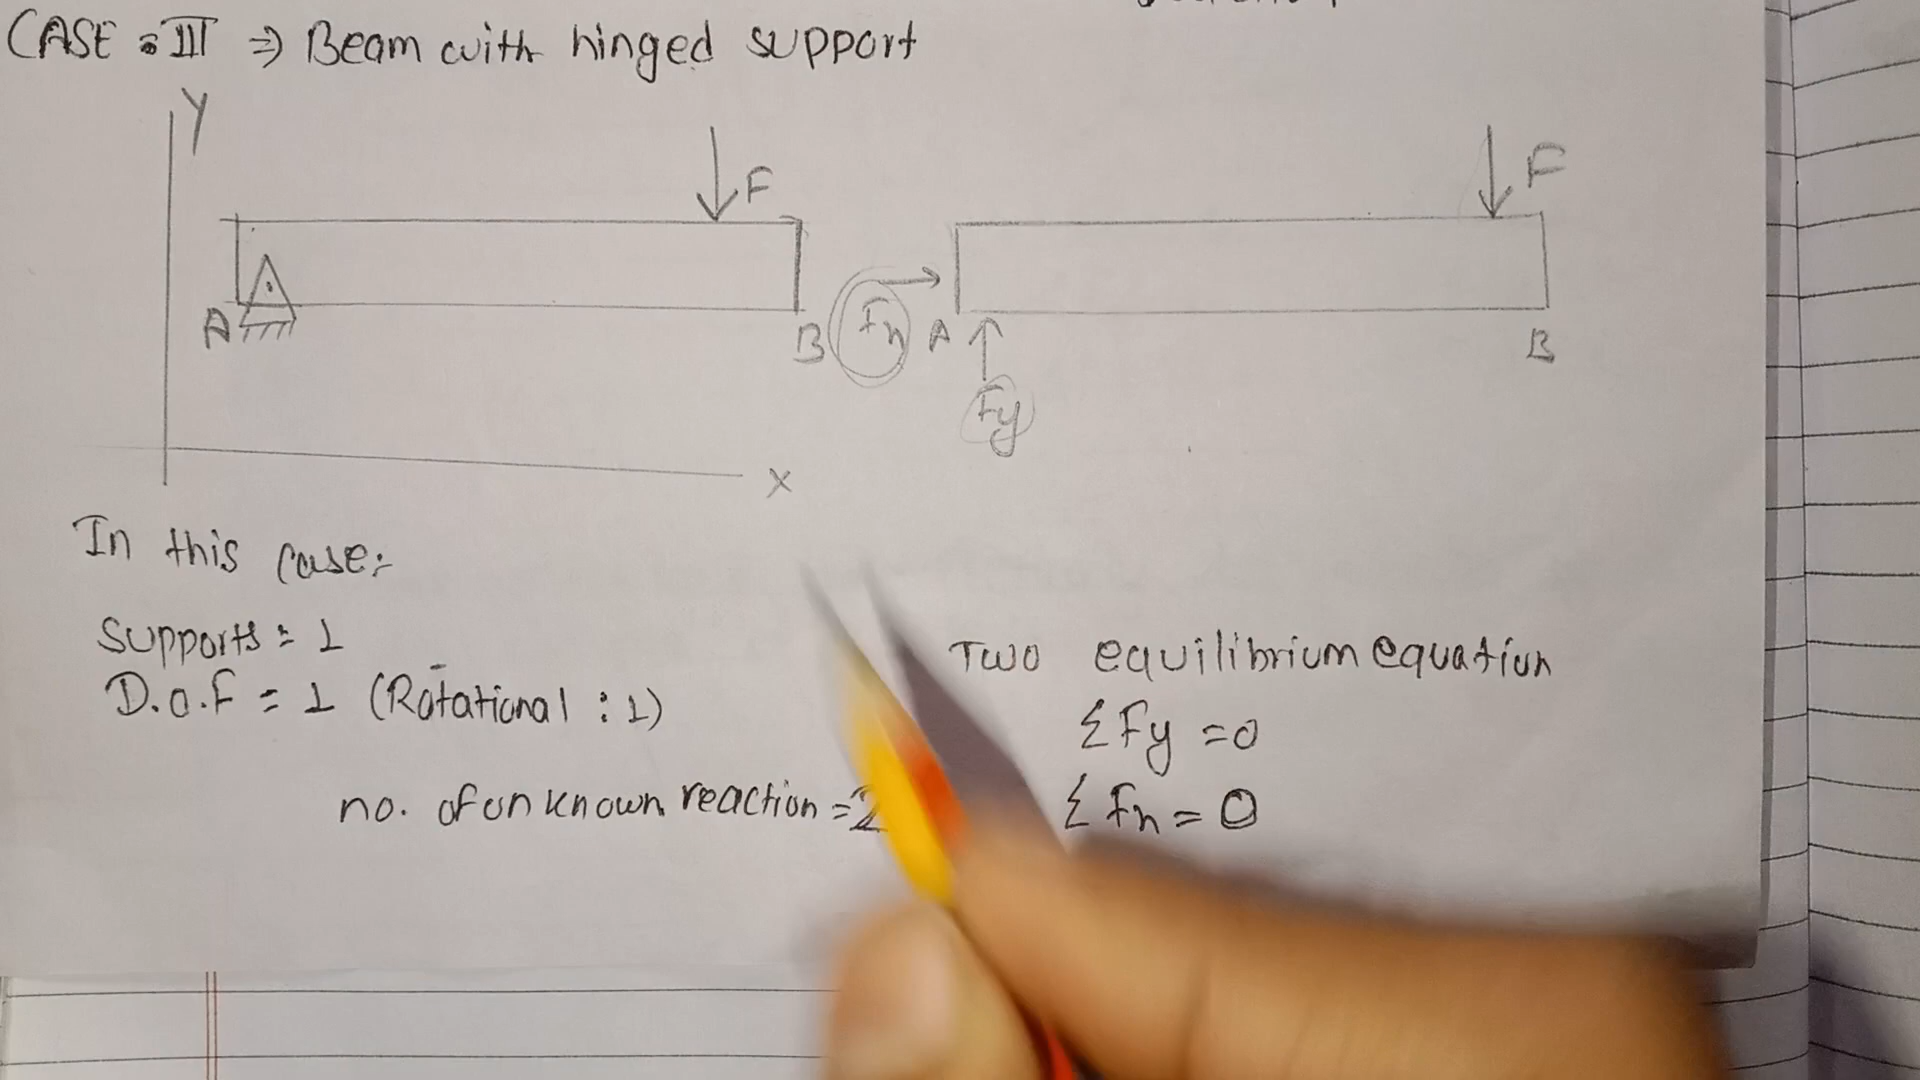 CASE : III ⇒ Beam with hinged support
Y
F
F
A
B
Fx
A
B
Fy
X
In this case:-
Supports = 1
D.O.F = 1 (Rotational : 1)
no. of unknown reaction = 2
Two equilibrium equation
ΣFy = 0
ΣFx = 0